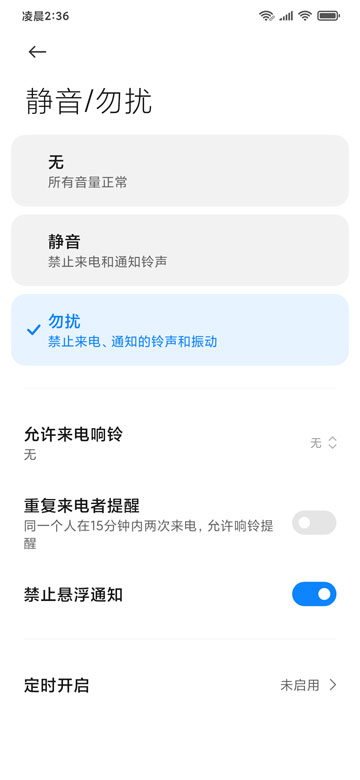 凌晨2:36
静音/勿扰
无
所有音量正常
静音
禁止来电和通知铃声
勿扰
禁止来电、通知的铃声和振动
允许来电响铃
无
无
重复来电者提醒
同一个人在15分钟内两次来电，允许响铃提
醒
禁止悬浮通知
定时开启
未启用